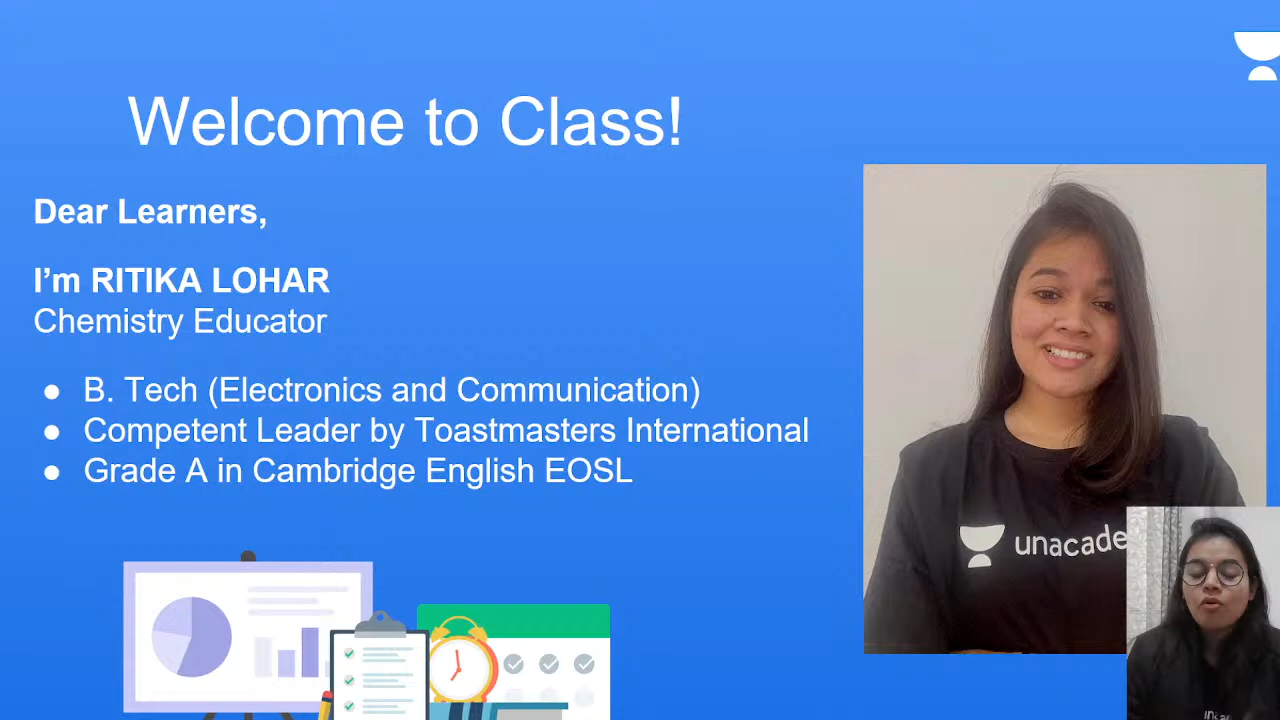 Welcome to Class!
Dear Learners,
I'm RITIKA LOHAR
Chemistry Educator
● B. Tech (Electronics and Communication)
● Competent Leader by Toastmasters International
● Grade A in Cambridge English EOSL
unacade